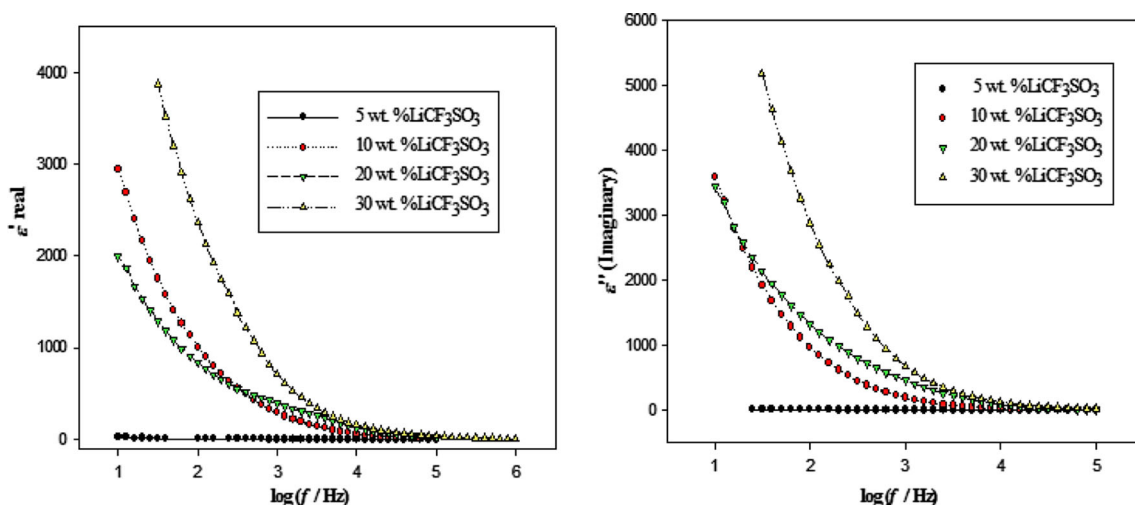 4000
3000
2000
1000
0
ε' real
5 wt. %LiCF3SO3
10 wt. %LiCF3SO3
20 wt. %LiCF3SO3
30 wt. %LiCF3SO3
1 2 3 4 5 6
log(f / Hz)
6000
5000
4000
3000
2000
1000
0
ε'' (Imaginary)
5 wt. %LiCF3SO3
10 wt. %LiCF3SO3
20 wt. %LiCF3SO3
30 wt. %LiCF3SO3
1 2 3 4 5
log(f / Hz)